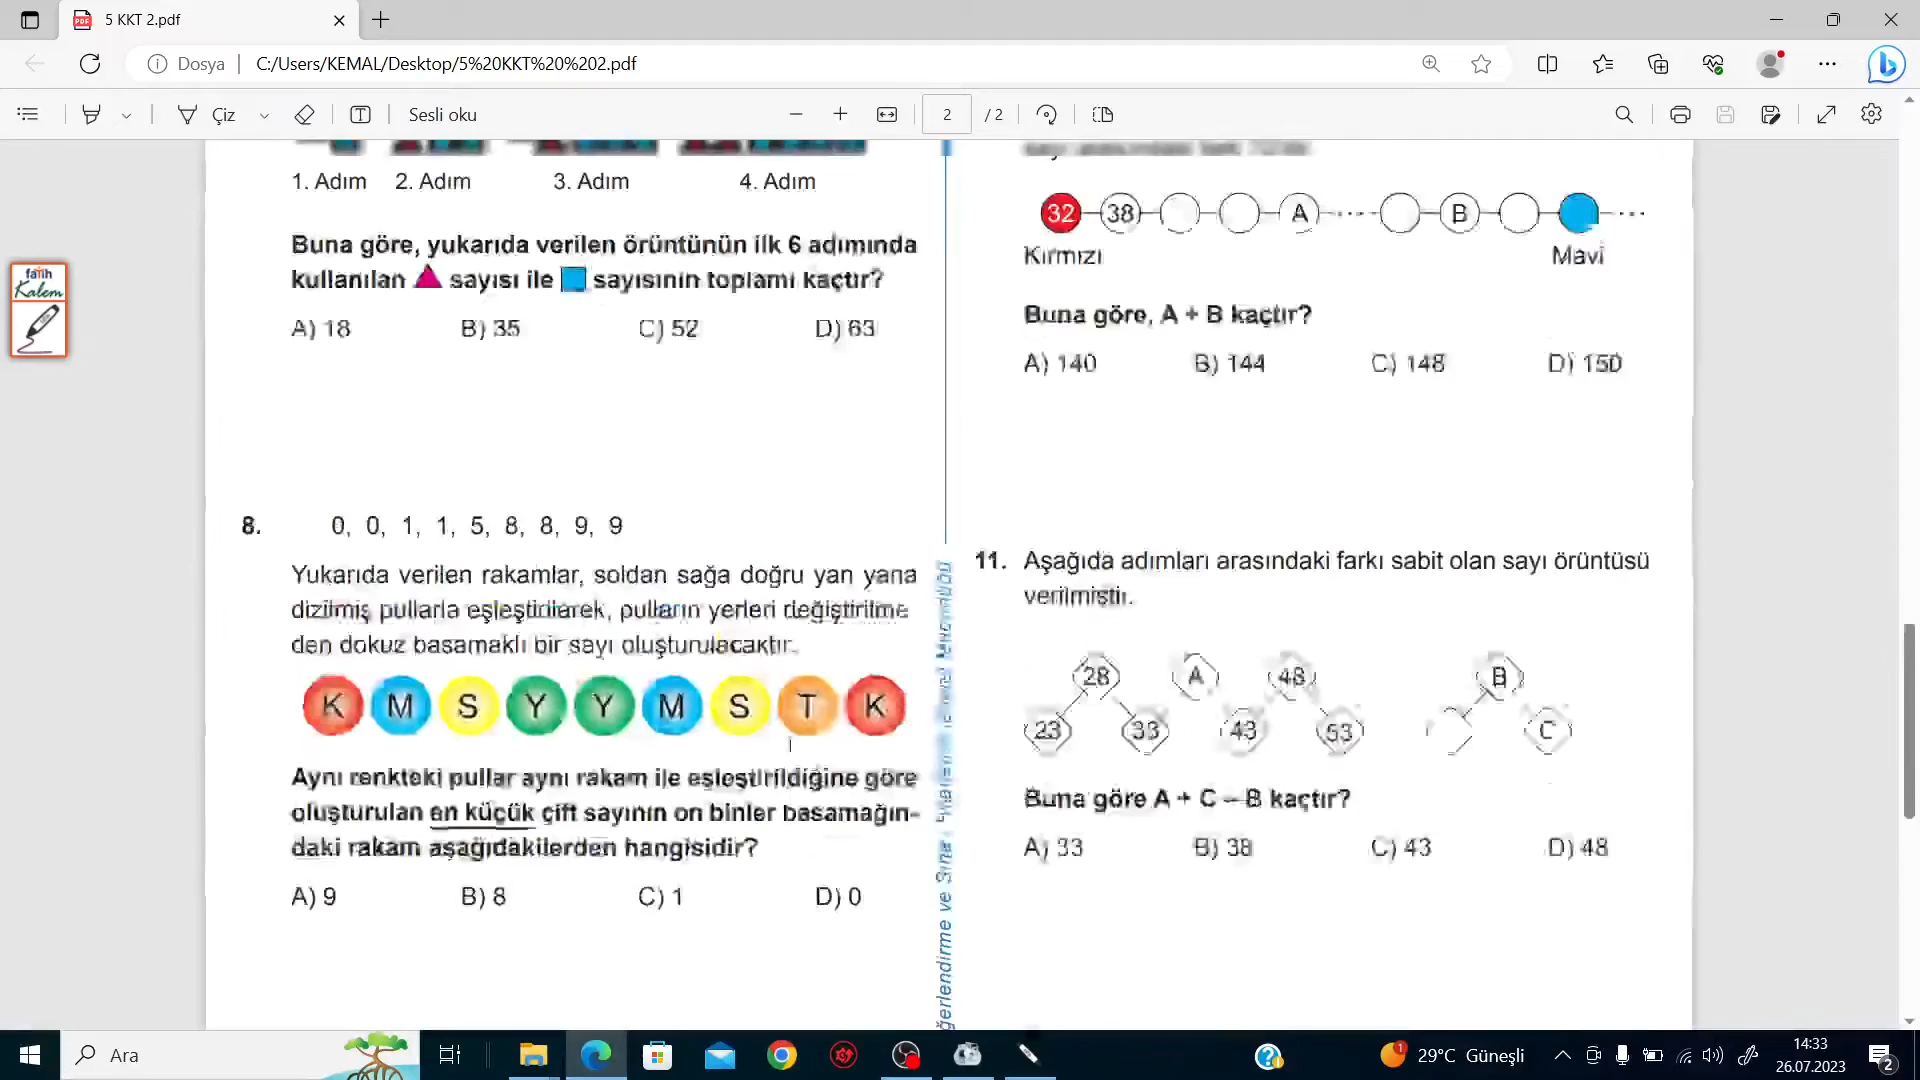 5 KKT 2.pdf
Dosya
C:/Users/KEMAL/Desktop/5%20KKT%20%202.pdf
Çiz
Sesli oku
2
/ 2
fatih
Kalem
1. Adım 2. Adım 3. Adım 4. Adım
Buna göre, yukarıda verilen örüntünün ilk 6 adımında
kullanılan sayısı ile sayısının toplamı kaçtır?
A) 18 B) 35 C) 52 D) 63
8. 0, 0, 1, 1, 5, 8, 8, 9, 9
Yukarıda verilen rakamlar, soldan sağa doğru yan yana
dizilmiş pullarla eşleştirilerek, pulların yerleri değiştirilme
den dokuz basamaklı bir sayı oluşturulacaktır.
K M S Y Y M S T K
Aynı renkteki pullar aynı rakam ile eşleştirildiğine göre
oluşturulan en küçük çift sayının on binler basamağın-
daki rakam aşağıdakilerden hangisidir?
A) 9 B) 8 C) 1 D) 0
32 38 A .... B ...
Kırmızı Mavi
Buna göre, A + B kaçtır?
A) 140 B) 144 C) 148 D) 150
11. Aşağıda adımları arasındaki farkı sabit olan sayı örüntüsü
verilmiştir.
28 A 48 B
23 33 43 53 C
Buna göre A + C – B kaçtır?
A) 33 B) 38 C) 43 D) 48
ğerlendirme ve
Ara
29°C Güneşli
14:33
26.07.2023
2